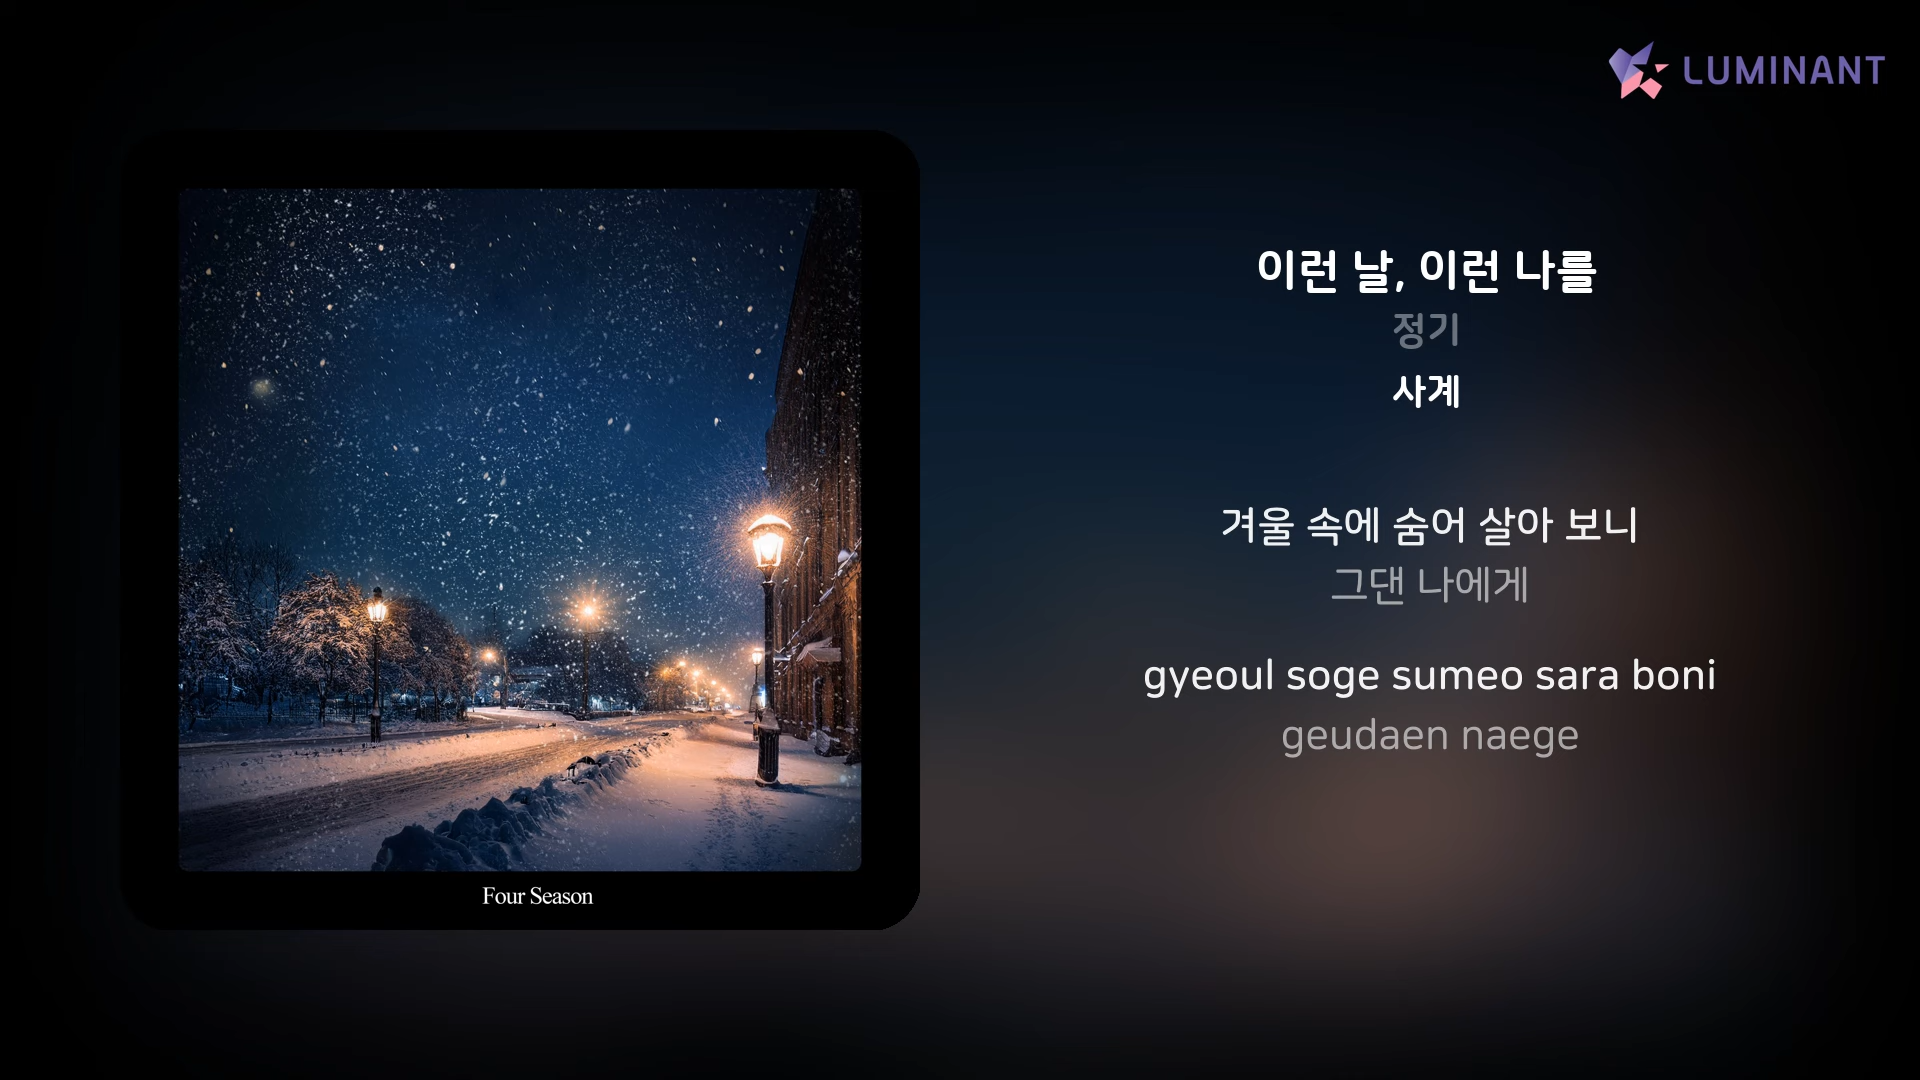 LUMINANT
이런 날, 이런 나를
정기
사계
겨울 속에 숨어 살아 보니
그댄 나에게
gyeoul soge sumeo sara boni
geudaen naege
Four Season